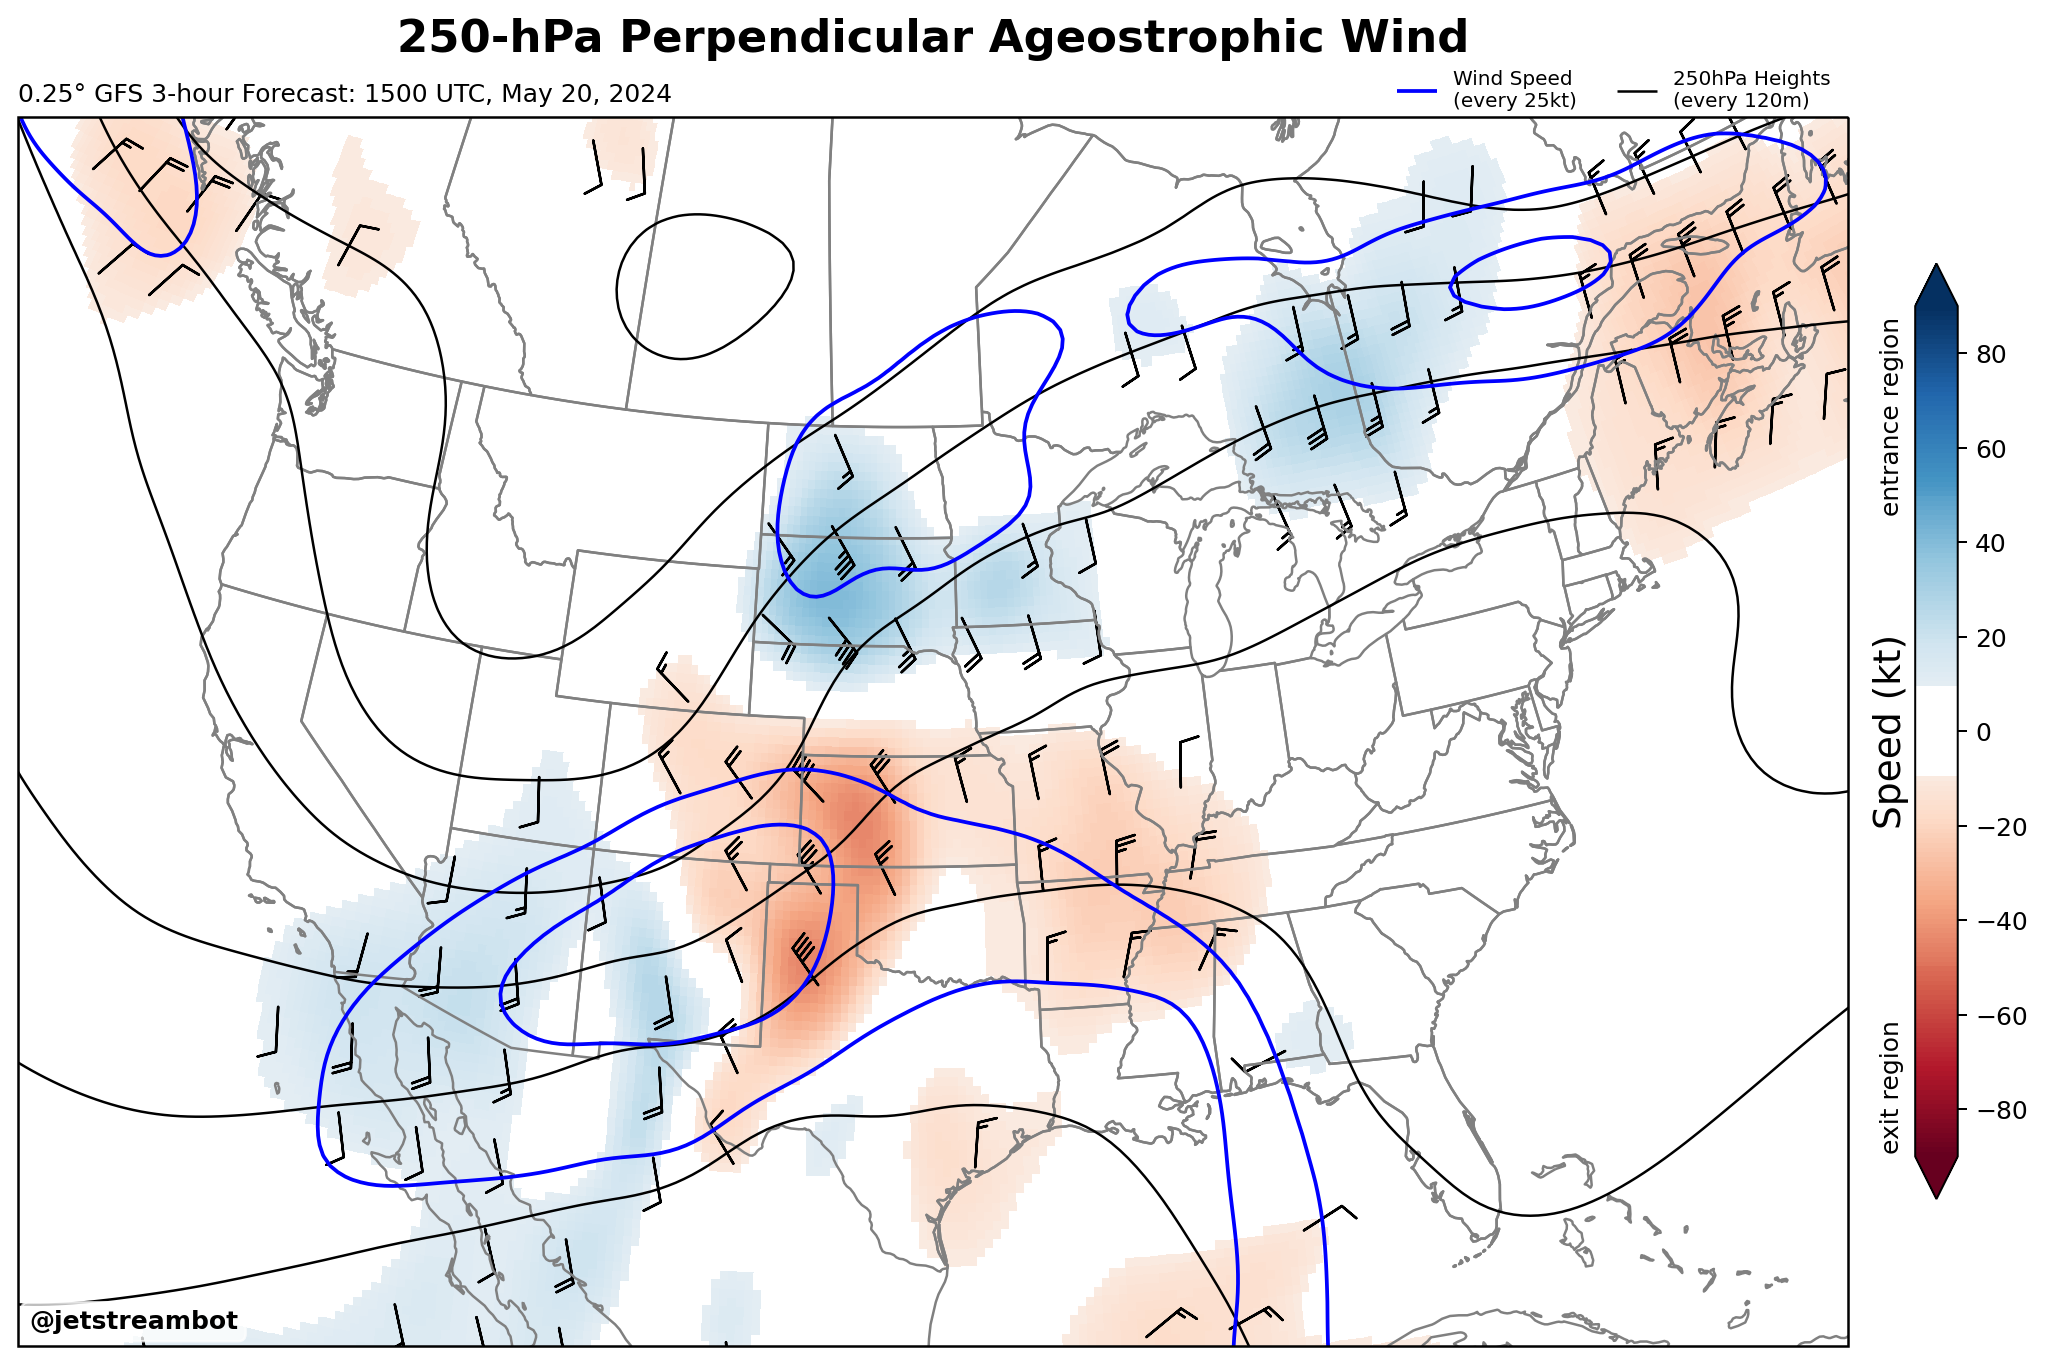 250-hPa Perpendicular Ageostrophic Wind
0.25° GFS 3-hour Forecast: 1500 UTC, May 20, 2024
Wind Speed
(every 25kt)
250hPa Heights
(every 120m)
entrance region
Speed (kt)
exit region
80
60
40
20
0
−20
−40
−60
−80
@jetstreambot